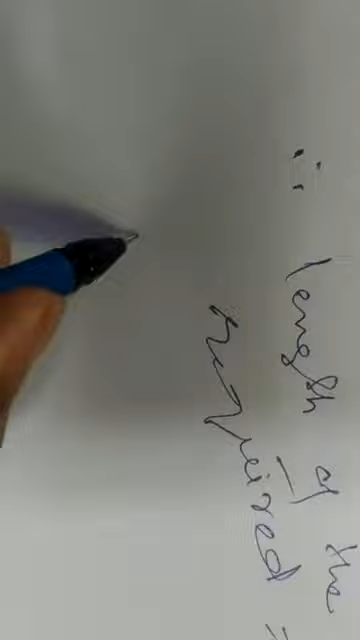 ∴ length of the
required =